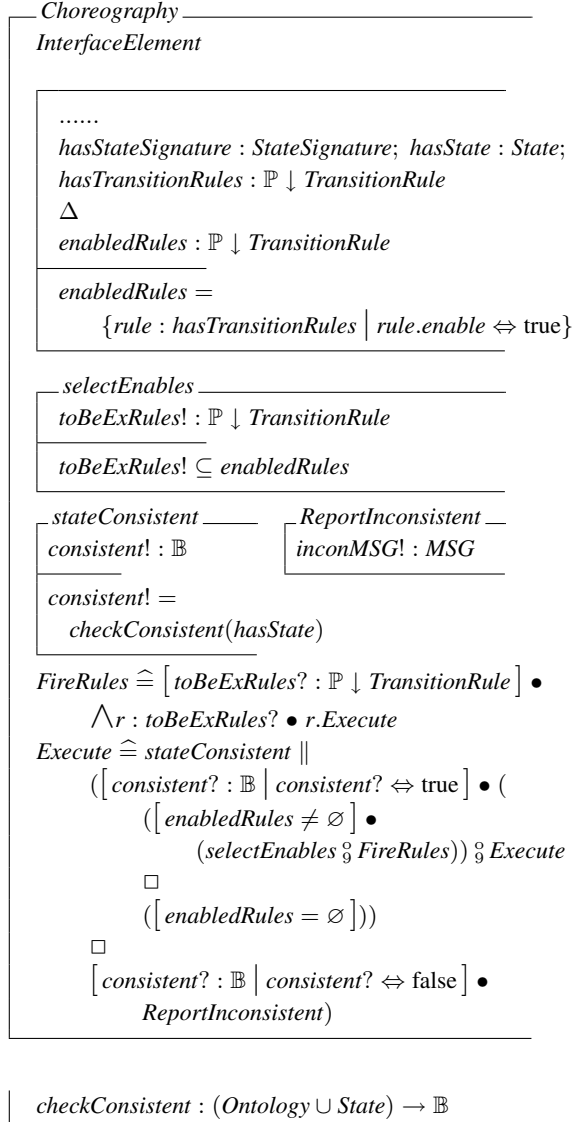 Choreography
InterfaceElement
......
hasStateSignature : StateSignature; hasState : State;
hasTransitionRules : ℙ ↓ TransitionRule
Δ
enabledRules : ℙ ↓ TransitionRule
enabledRules =
{rule : hasTransitionRules | rule.enable ⇔ true}
selectEnables
toBeExRules! : ℙ ↓ TransitionRule
toBeExRules! ⊆ enabledRules
stateConsistent
consistent! : 𝔹
consistent! =
checkConsistent(hasState)
ReportInconsistent
inconMSG! : MSG
FireRules ≙ [ toBeExRules? : ℙ ↓ TransitionRule ] •
⋀ r : toBeExRules? • r.Execute
Execute ≙ stateConsistent ∥
([ consistent? : 𝔹 | consistent? ⇔ true ] • (
([ enabledRules ≠ ∅ ] •
(selectEnables ⨟ FireRules)) ⨟ Execute
□
([ enabledRules = ∅ ]))
□
[ consistent? : 𝔹 | consistent? ⇔ false ] •
ReportInconsistent)
checkConsistent : (Ontology ∪ State) → 𝔹